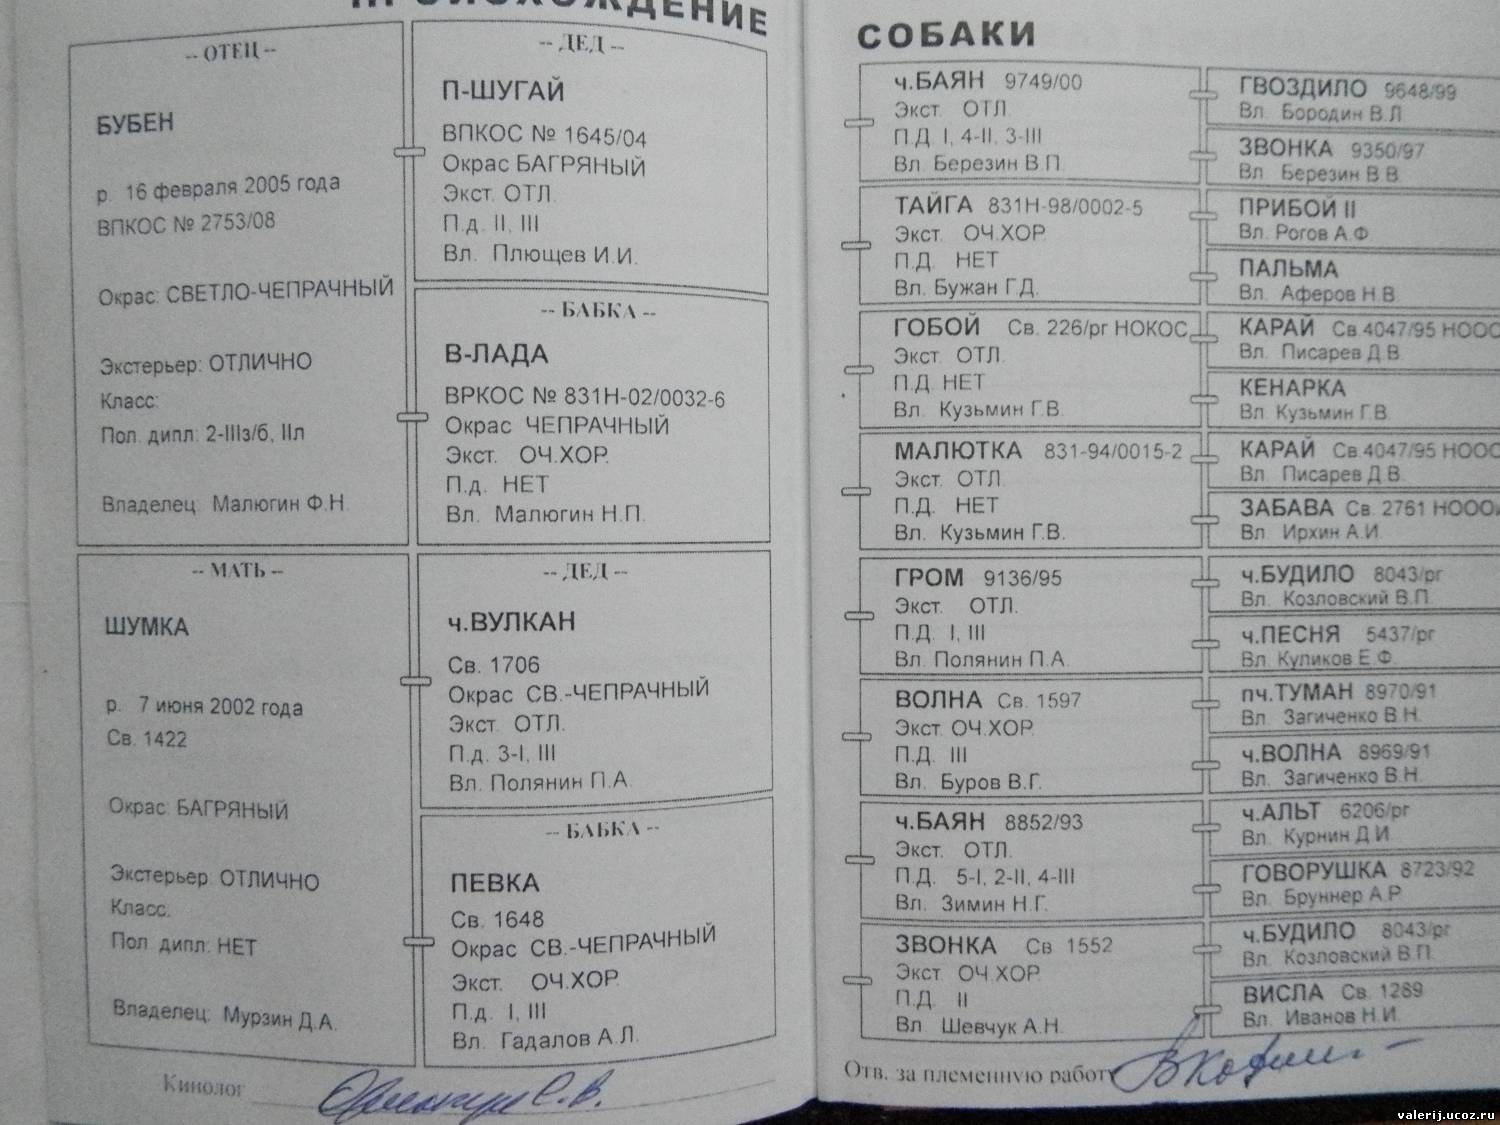 ПРОИСХОЖДЕНИЕ
-- ОТЕЦ --
БУБЕН
р. 16 февраля 2005 года
ВПКОС № 2753/08
Окрас: СВЕТЛО-ЧЕПРАЧНЫЙ
Экстерьер: ОТЛИЧНО
Класс:
Пол. дипл: 2-IIIз/б, IIл
Владелец: Малюгин Ф.Н.
-- МАТЬ --
ШУМКА
р. 7 июня 2002 года
Св. 1422
Окрас: БАГРЯНЫЙ
Экстерьер: ОТЛИЧНО
Класс:
Пол. дипл: НЕТ
Владелец: Мурзин Д.А.
-- ДЕД --
П-ШУГАЙ
ВПКОС № 1645/04
Окрас БАГРЯНЫЙ
Экст. ОТЛ.
П.д. II, III
Вл. Плющев И.И.
-- БАБКА --
В-ЛАДА
ВРКОС № 831Н-02/0032-6
Окрас ЧЕПРАЧНЫЙ
Экст. ОЧ.ХОР.
П.д. НЕТ
Вл. Малюгин Н.П.
-- ДЕД --
ч.ВУЛКАН
Св. 1706
Окрас СВ.-ЧЕПРАЧНЫЙ
Экст. ОТЛ.
П.д. 3-I, III
Вл. Полянин П.А.
-- БАБКА --
ПЕВКА
Св. 1648
Окрас СВ.-ЧЕПРАЧНЫЙ
Экст. ОЧ.ХОР.
П.д. I, III
Вл. Гадалов А.Л.
Кинолог
СОБАКИ
ч.БАЯН 9749/00
Экст. ОТЛ.
П.Д. I, 4-II, 3-III
Вл. Березин В.П.
ТАЙГА 831Н-98/0002-5
Экст. ОЧ.ХОР.
П.Д. НЕТ
Вл. Бужан Г.Д.
ГОБОЙ Св. 226/рг НОКОС
Экст. ОТЛ.
П.Д. НЕТ
Вл. Кузьмин Г.В.
МАЛЮТКА 831-94/0015-2
Экст. ОТЛ.
П.Д. НЕТ
Вл. Кузьмин Г.В.
ГРОМ 9136/95
Экст. ОТЛ.
П.Д. I, III
Вл. Полянин П.А.
ВОЛНА Св. 1597
Экст. ОЧ.ХОР.
П.Д. III
Вл. Буров В.Г.
ч.БАЯН 8852/93
Экст. ОТЛ.
П.Д. 5-I, 2-II, 4-III
Вл. Зимин Н.Г.
ЗВОНКА Св 1552
Экст. ОЧ.ХОР.
П.Д. II
Вл. Шевчук А.Н.
ГВОЗДИЛО 9648/99
Вл. Бородин В.Л.
ЗВОНКА 9350/97
Вл. Березин В.В.
ПРИБОЙ II
Вл. Рогов А.Ф.
ПАЛЬМА
Вл. Аферов Н.В.
КАРАЙ Св.4047/95 НООО
Вл. Писарев Д.В.
КЕНАРКА
Вл. Кузьмин Г.В.
КАРАЙ Св.4047/95 НООО
Вл. Писарев Д.В.
ЗАБАВА Св. 2761 НООО
Вл. Ирхин А.И.
ч.БУДИЛО 8043/рг
Вл. Козловский В.П.
ч.ПЕСНЯ 5437/рг
Вл. Куликов Е.Ф.
пч.ТУМАН 8970/91
Вл. Загиченко В.Н.
ч.ВОЛНА 8969/91
Вл. Загиченко В.Н.
ч.АЛЬТ 6206/рг
Вл. Курнин Д.И.
ГОВОРУШКА 8723/92
Вл. Бруннер А.Р.
ч.БУДИЛО 8043/рг
Вл. Козловский В.П.
ВИСЛА Св. 1289
Вл. Иванов Н.И.
Отв. за племенную работу
valerij.ucoz.ru